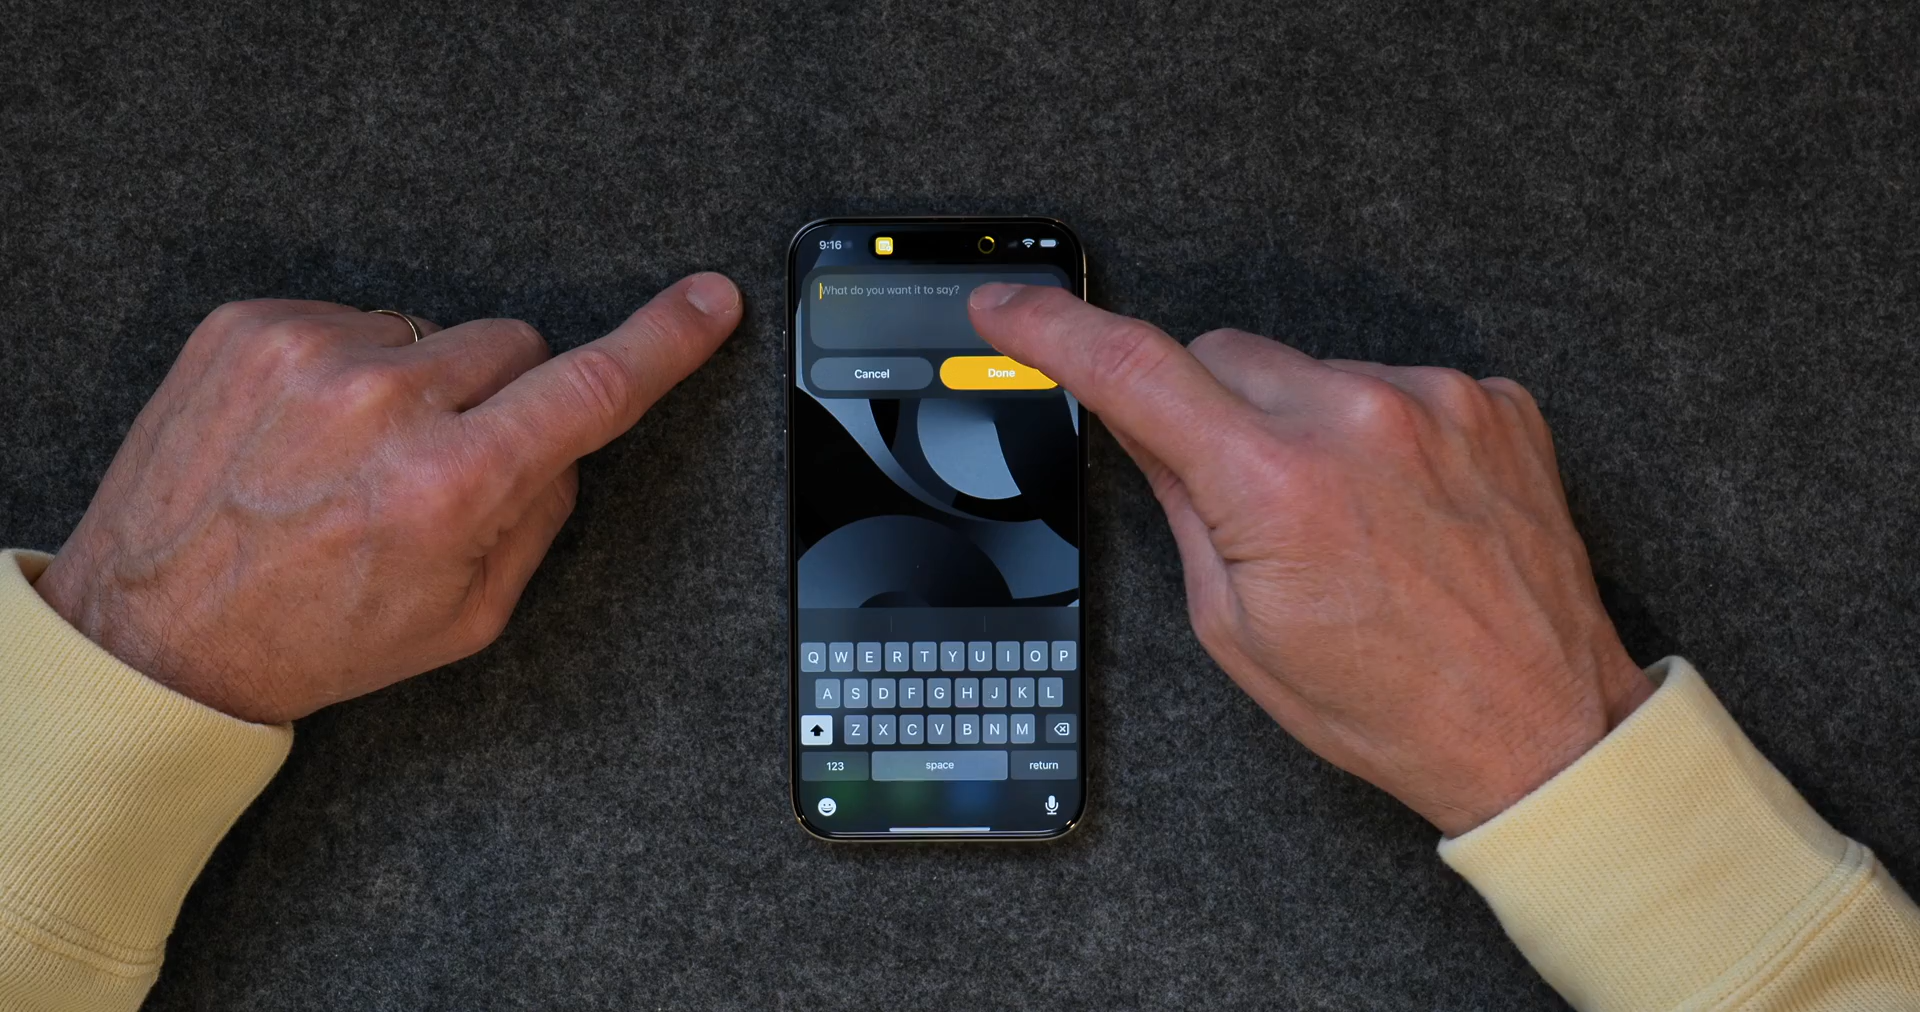 9:16
What do you want it to say?
Cancel Done
Q W E R T Y U I O P
A S D F G H J K L
Z X C V B N M
123 space return